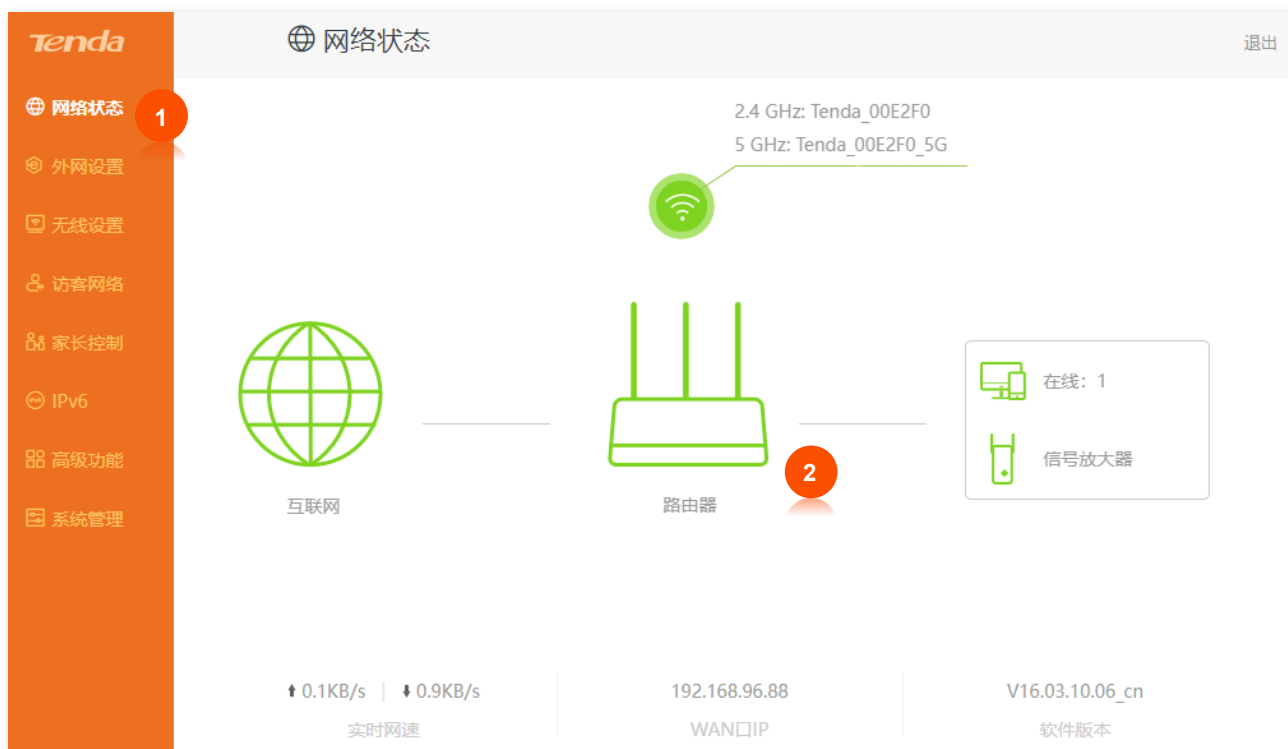 Tenda
网络状态
退出
网络状态
1
外网设置
无线设置
访客网络
家长控制
IPv6
高级功能
系统管理
2.4 GHz: Tenda_00E2F0
5 GHz: Tenda_00E2F0_5G
在线：1
信号放大器
2
互联网
路由器
0.1KB/s | 0.9KB/s
实时网速
192.168.96.88
WAN口IP
V16.03.10.06_cn
软件版本